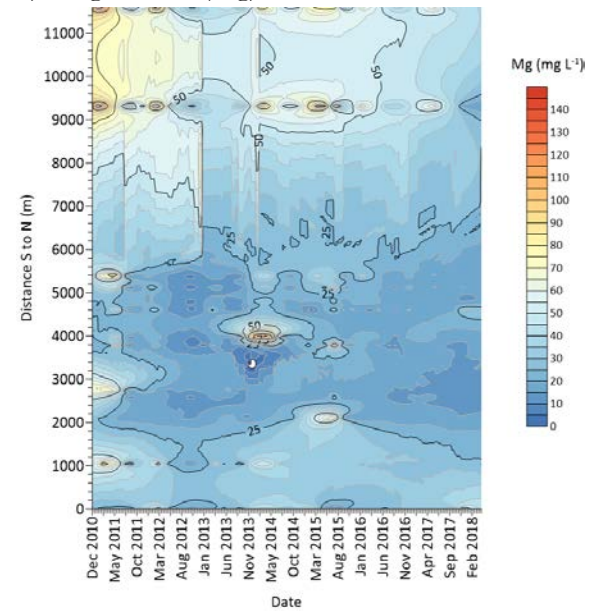 11000
10000
9000
8000
7000
6000
5000
4000
3000
2000
1000
0
Distance S to N (m)
50
50
50
50
25
25
25
50
25
Dec 2010
May 2011
Oct 2011
Mar 2012
Aug 2012
Jan 2013
Jun 2013
Nov 2013
May 2014
Oct 2014
Mar 2015
Aug 2015
Jan 2016
Jun 2016
Nov 2016
Apr 2017
Sep 2017
Feb 2018
Date
Mg (mg L⁻¹)
140
130
120
110
100
90
80
70
60
50
40
30
20
10
0